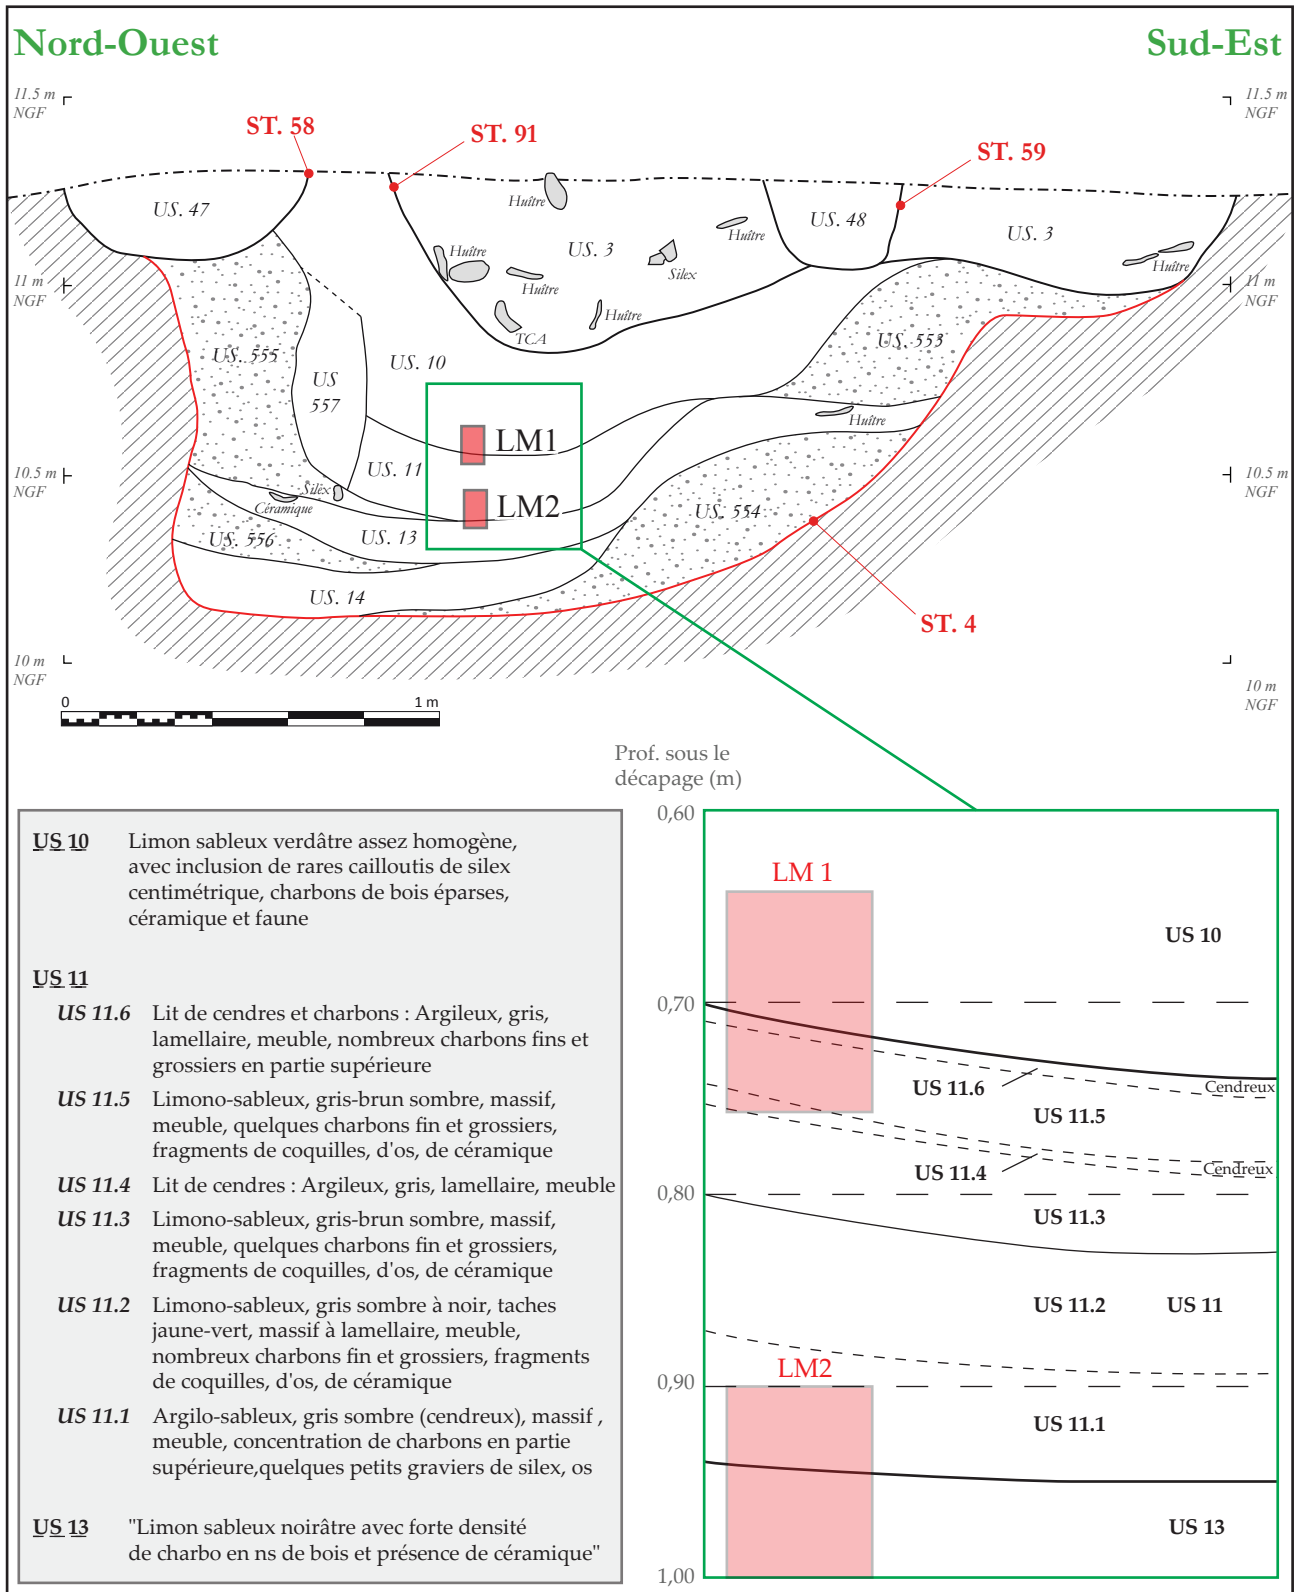 Nord-Ouest
Sud-Est
11.5 m
NGF
11.5 m
NGF
ST. 58
ST. 91
ST. 59
US. 47
Huître
US. 3
Huître
US. 48
US. 3
Huître
Huître
Silex
Huître
11 m
NGF
11 m
NGF
Huître
TCA
US. 555
US
557
US. 10
US. 553
Huître
LM1
US. 11
10.5 m
NGF
10.5 m
NGF
Silex
Céramique
LM2
US. 554
US. 556
US. 13
US. 14
ST. 4
10 m
NGF
10 m
NGF
0
1 m
Prof. sous le
décapage (m)
US 10 Limon sableux verdâtre assez homogène,
avec inclusion de rares cailloutis de silex
centimétrique, charbons de bois éparses,
céramique et faune
US 11
US 11.6 Lit de cendres et charbons : Argileux, gris,
lamellaire, meuble, nombreux charbons fins et
grossiers en partie supérieure
US 11.5 Limono-sableux, gris-brun sombre, massif,
meuble, quelques charbons fin et grossiers,
fragments de coquilles, d'os, de céramique
US 11.4 Lit de cendres : Argileux, gris, lamellaire, meuble
US 11.3 Limono-sableux, gris-brun sombre, massif,
meuble, quelques charbons fin et grossiers,
fragments de coquilles, d'os, de céramique
US 11.2 Limono-sableux, gris sombre à noir, taches
jaune-vert, massif à lamellaire, meuble,
nombreux charbons fin et grossiers, fragments
de coquilles, d'os, de céramique
US 11.1 Argilo-sableux, gris sombre (cendreux), massif ,
meuble, concentration de charbons en partie
supérieure,quelques petits graviers de silex, os
US 13 "Limon sableux noirâtre avec forte densité
de charbo en ns de bois et présence de céramique"
0,60
LM 1
US 10
0,70
US 11.6
Cendreux
US 11.5
US 11.4
Cendreux
0,80
US 11.3
US 11.2
US 11
LM2
0,90
US 11.1
US 13
1,00